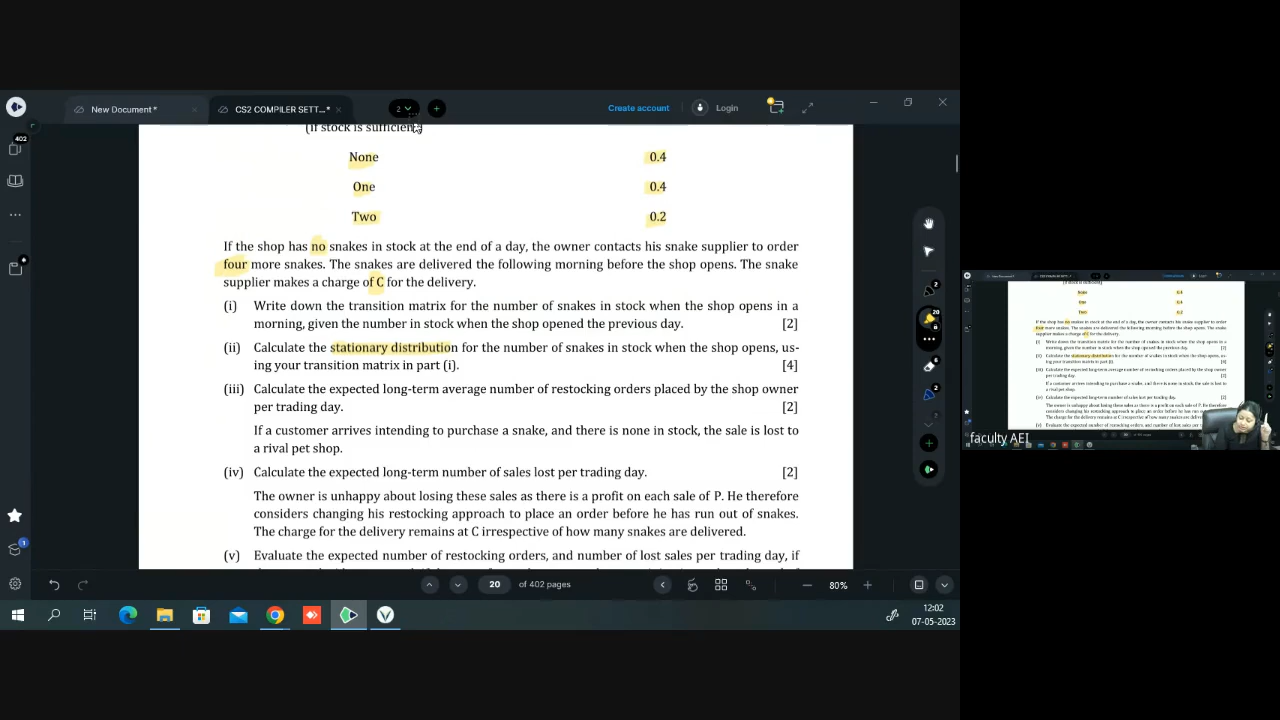 New Document*
CS2 COMPILER SETT...*
2
Create account
Login
402
(if stock is sufficient)
None 0.4
One 0.4
Two 0.2
If the shop has no snakes in stock at the end of a day, the owner contacts his snake supplier to order
four more snakes. The snakes are delivered the following morning before the shop opens. The snake
supplier makes a charge of C for the delivery.
(i) Write down the transition matrix for the number of snakes in stock when the shop opens in a
morning, given the number in stock when the shop opened the previous day. [2]
(ii) Calculate the stationary distribution for the number of snakes in stock when the shop opens, us-
ing your transition matrix in part (i). [4]
(iii) Calculate the expected long-term average number of restocking orders placed by the shop owner
per trading day. [2]
If a customer arrives intending to purchase a snake, and there is none in stock, the sale is lost to
a rival pet shop.
(iv) Calculate the expected long-term number of sales lost per trading day. [2]
The owner is unhappy about losing these sales as there is a profit on each sale of P. He therefore
considers changing his restocking approach to place an order before he has run out of snakes.
The charge for the delivery remains at C irrespective of how many snakes are delivered.
(v) Evaluate the expected number of restocking orders, and number of lost sales per trading day, if
20 of 402 pages
80%
12:02
07-05-2023
faculty AEI